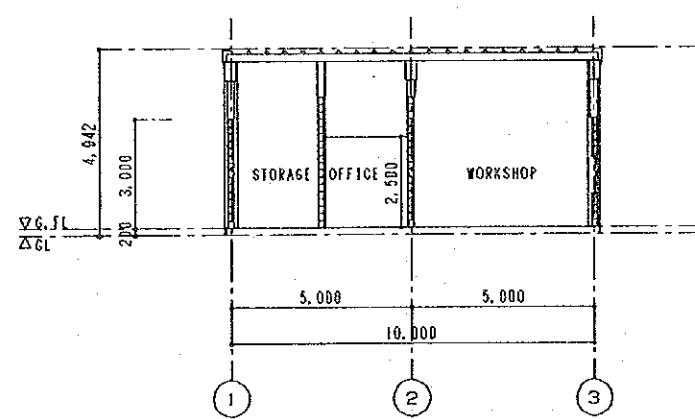 4,942
3,000
200
▽G.FL
△GL
STORAGE
OFFICE
2,500
WORKSHOP
5,000
5,000
10,000
1
2
3